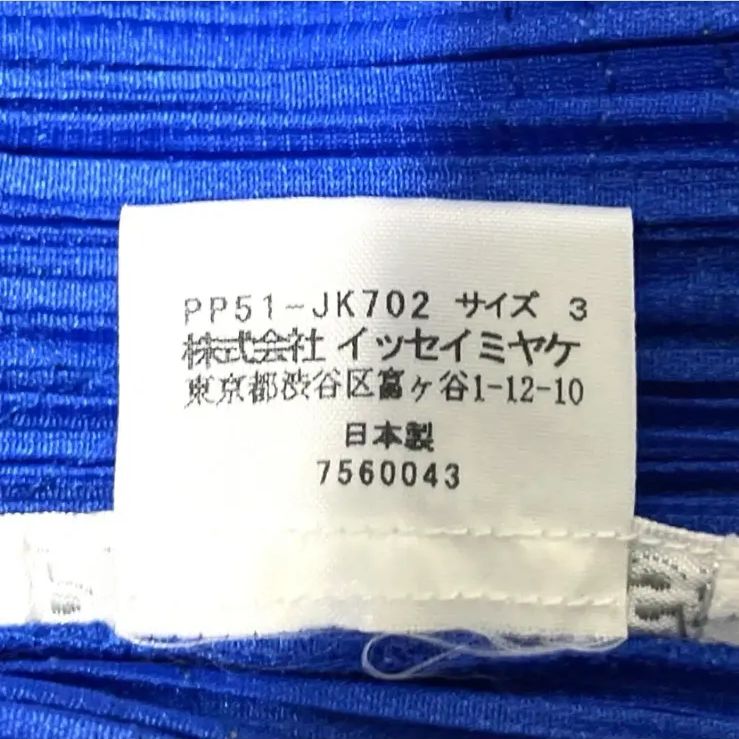 PP51-JK702 サイズ 3
株式会社 イッセイミヤケ
東京都渋谷区富ヶ谷1-12-10
日本製
7560043